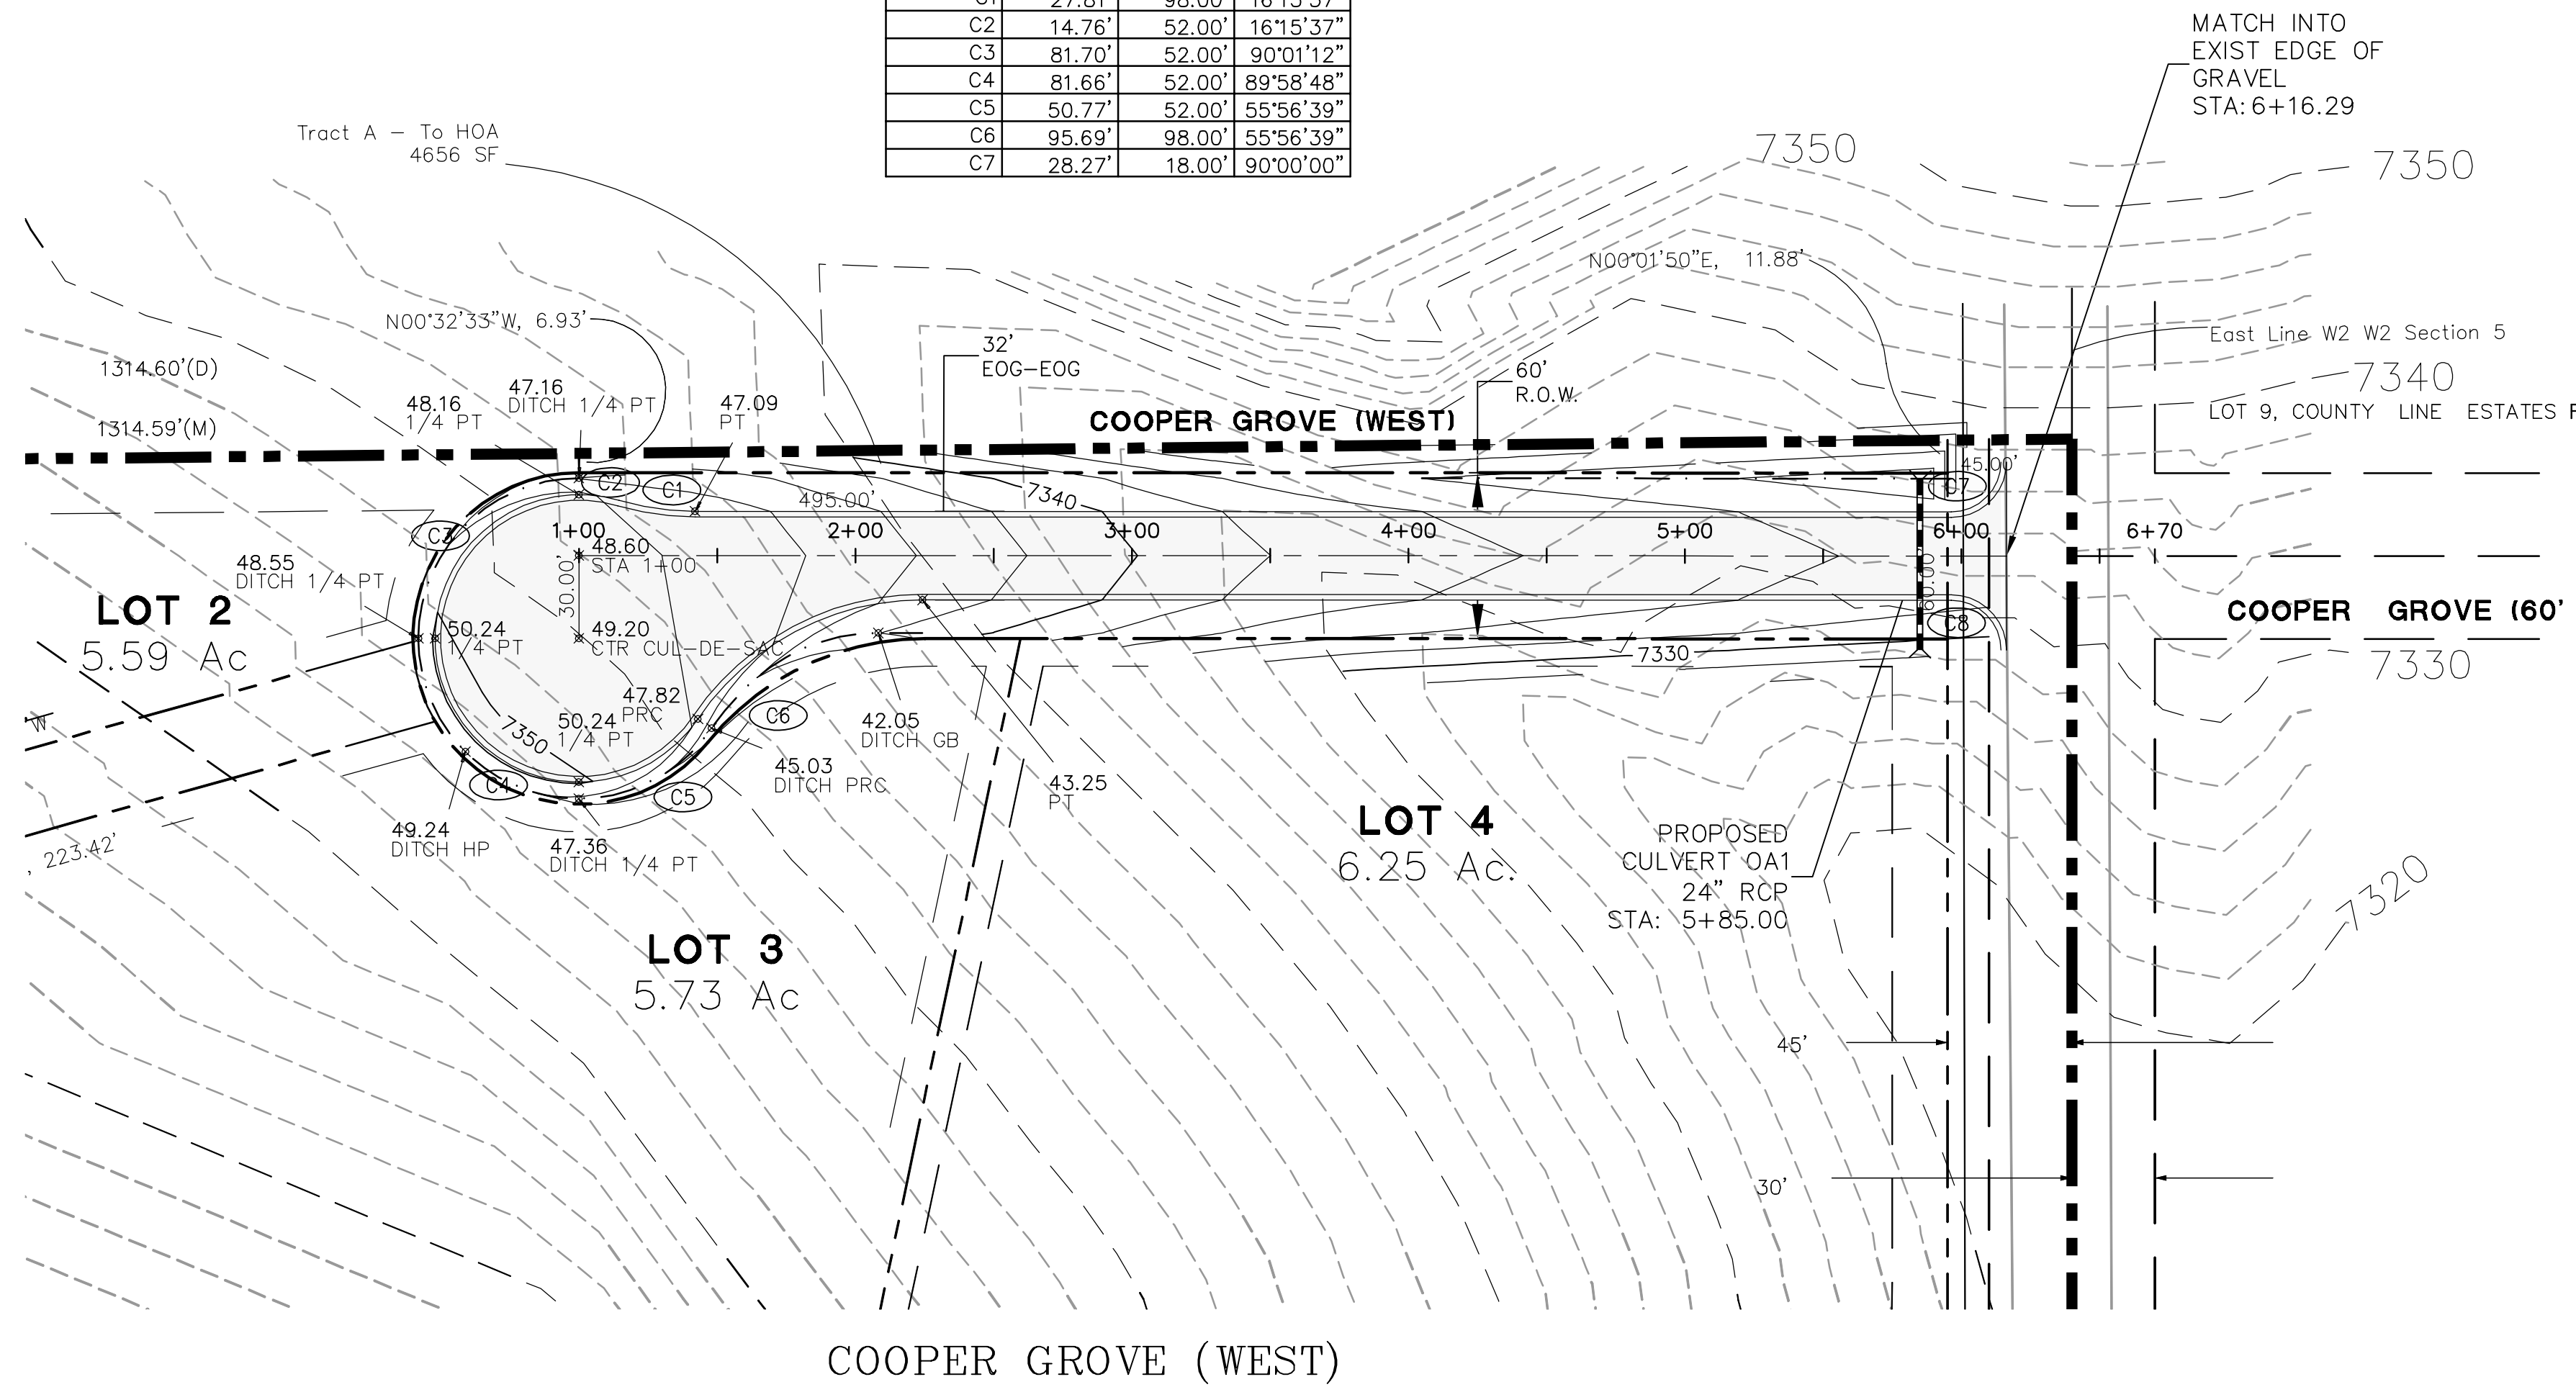 C1 27.81' 98.00' 16°15'37"
C2 14.76' 52.00' 16°15'37"
C3 81.70' 52.00' 90°01'12"
C4 81.66' 52.00' 89°58'48"
C5 50.77' 52.00' 55°56'39"
C6 95.69' 98.00' 55°56'39"
C7 28.27' 18.00' 90°00'00"
MATCH INTO
EXIST EDGE OF
GRAVEL
STA: 6+16.29
Tract A – To HOA
4656 SF
7350
7350
N00°01'50"E, 11.88'
N00°32'33"W, 6.93'
East Line W2 W2 Section 5
7340
LOT 9, COUNTY LINE ESTATES
1314.60'(D)
1314.59'(M)
48.16
1/4 PT
47.16
DITCH 1/4 PT
47.09
PT
32'
EOG-EOG
60'
R.O.W.
COOPER GROVE (WEST)
C2
C1
495.00'
7340
45.00'
C7
C3
1+00
2+00
3+00
4+00
5+00
6+00
6+70
48.60
STA 1+00
30.00'
48.55
DITCH 1/4 PT
LOT 2
5.59 Ac
50.24
1/4 PT
49.20
CTR CUL-DE-SAC
60.00'
C8
COOPER GROVE (60'
7330
7330
47.82
PRC
50.24
1/4 PT
7350
C6
42.05
DITCH GB
45.03
DITCH PRC
43.25
PT
C4
C5
W
, 223.42'
49.24
DITCH HP
47.36
DITCH 1/4 PT
LOT 4
6.25 Ac.
PROPOSED
CULVERT OA1
24" RCP
STA: 5+85.00
7320
LOT 3
5.73 Ac
45'
30'
COOPER GROVE (WEST)